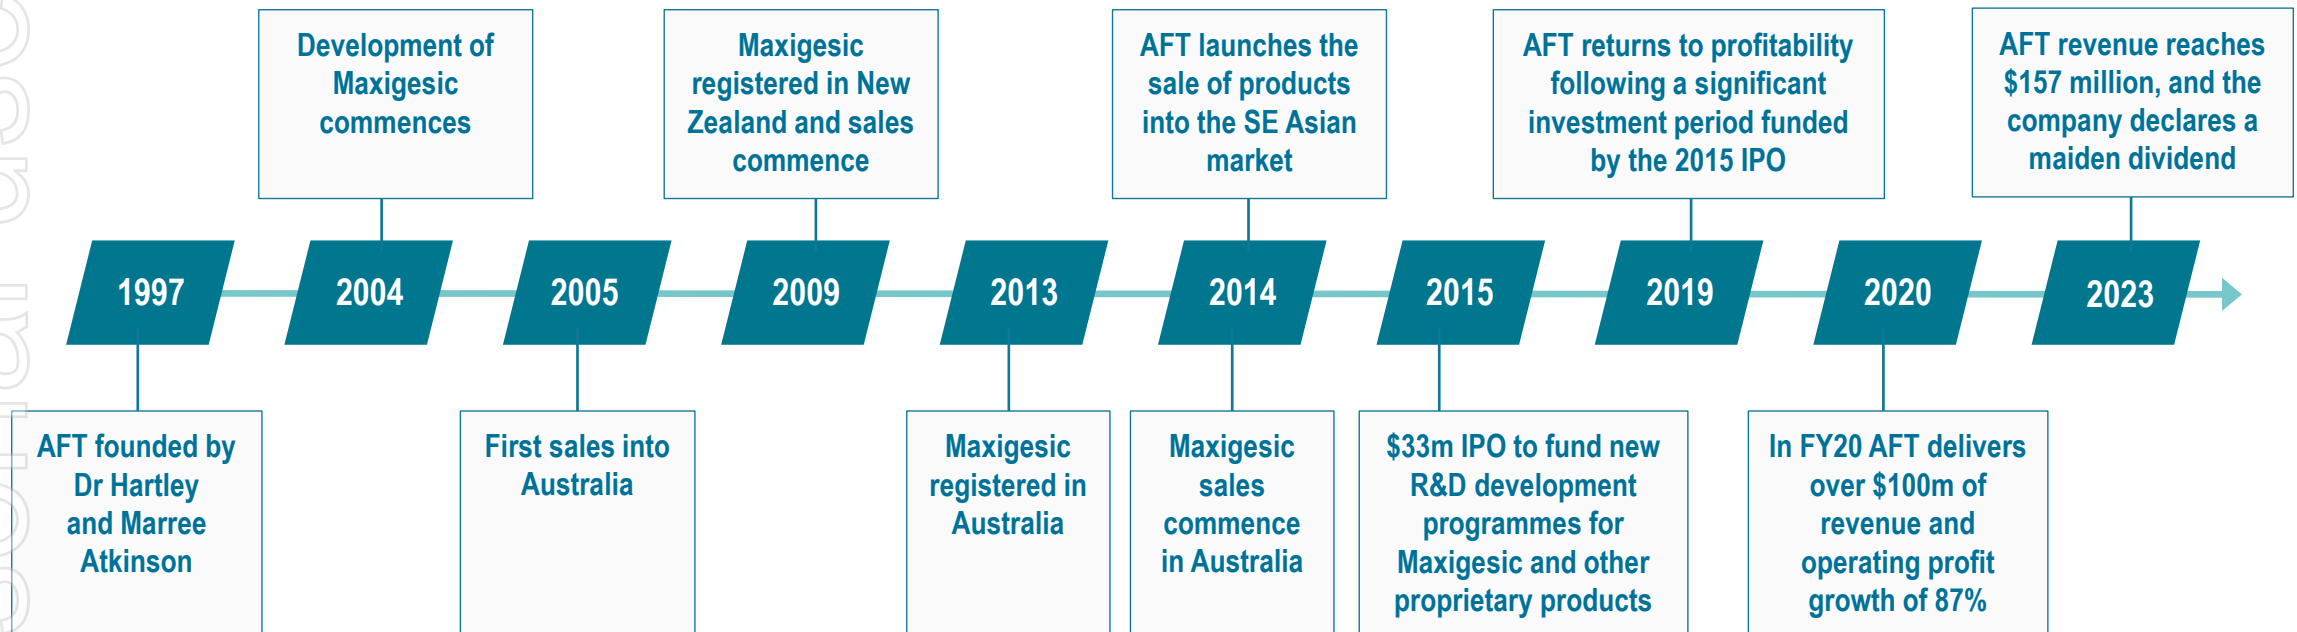 Development of
Maxigesic
commences
Maxigesic
registered in New
Zealand and sales
commence
AFT launches the
sale of products
into the SE Asian
market
AFT returns to profitability
following a significant
investment period funded
by the 2015 IPO
AFT revenue reaches
$157 million, and the
company declares a
maiden dividend
1997
2004
2005
2009
2013
2014
2015
2019
2020
2023
AFT founded by
Dr Hartley
and Marree
Atkinson
First sales into
Australia
Maxigesic
registered in
Australia
Maxigesic
sales
commence
in Australia
$33m IPO to fund new
R&D development
programmes for
Maxigesic and other
proprietary products
In FY20 AFT delivers
over $100m of
revenue and
operating profit
growth of 87%